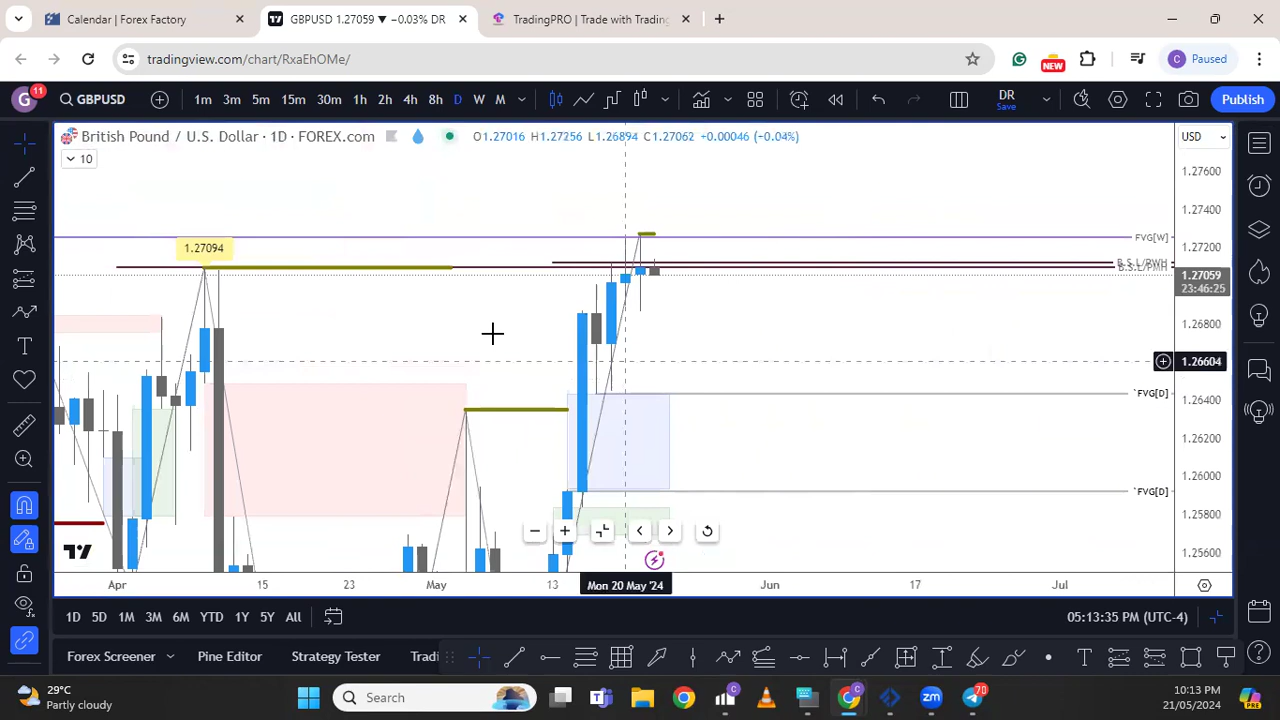 Calendar | Forex Factory
GBPUSD 1.27059 ▼ −0.03% DR
TradingPRO | Trade with Trading
tradingview.com/chart/RxaEhOMe/
NEW
C Paused
G 11
GBPUSD
1m 3m 5m 15m 30m 1h 2h 4h 8h D W M
DR
Save
Publish
British Pound / U.S. Dollar · 1D · FOREX.com
O1.27016 H1.27256 L1.26894 C1.27062 +0.00046 (−0.04%)
USD
10
1.27600
1.27400
FVG[W]
1.27200
1.27094
B.S.L/PWH
B.S.L/PMH
1.27059
23:46:25
1.26800
1.26604
`FVG[D]
1.26400
1.26200
1.26000
`FVG[D]
1.25800
1.25600
Apr 15 23 May 13 Mon 20 May '24 Jun 17 Jul
1D 5D 1M 3M 6M YTD 1Y 5Y All
05:13:35 PM (UTC-4)
Forex Screener Pine Editor Strategy Tester Tradi
29°C
Partly cloudy
Search
zm
70
10:13 PM
21/05/2024
PRE